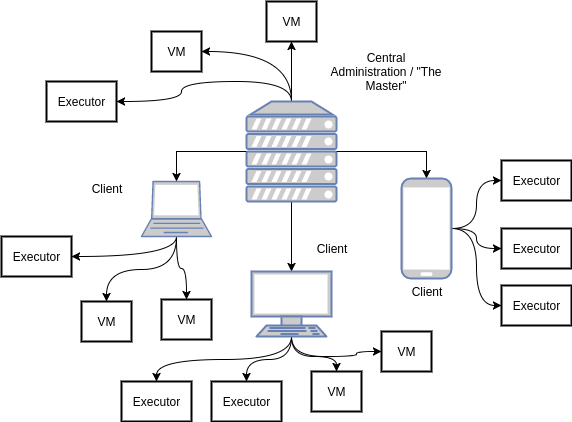 VM
VM
Central
Administration / "The
Master"
Executor
Client
Executor
Client
Executor
Executor
Client
Executor
VM
VM
VM
Executor
Executor
VM